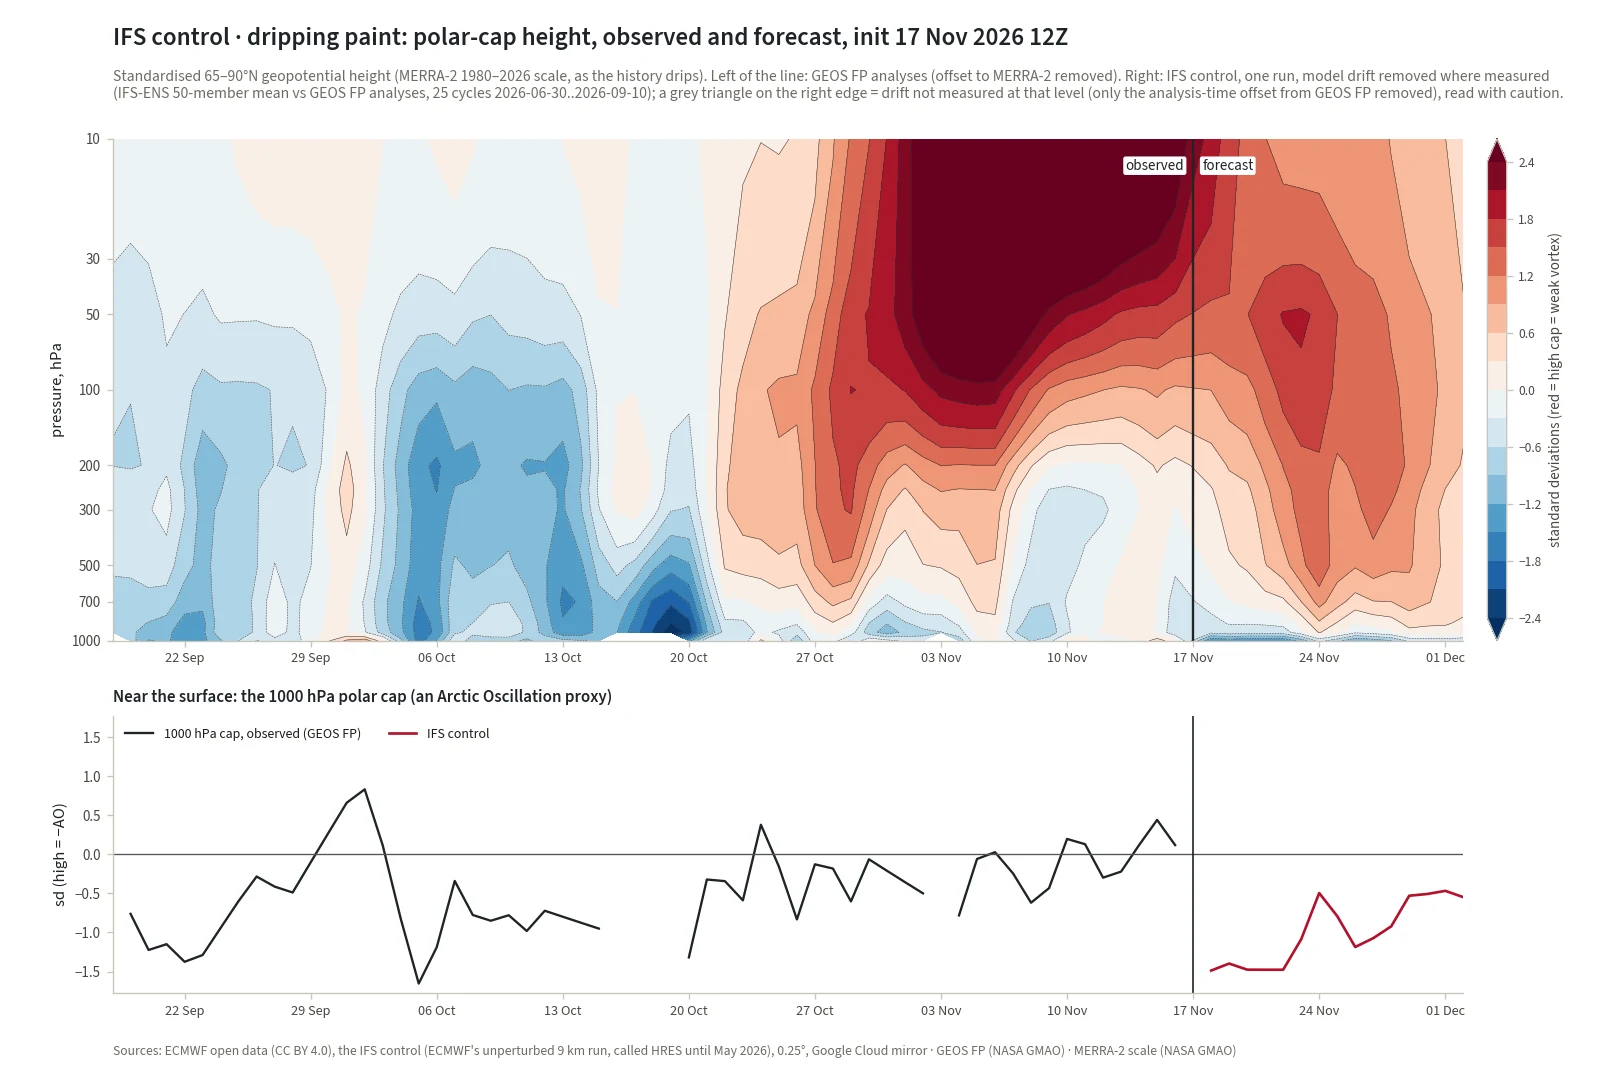 IFS control · dripping paint: polar-cap height, observed and forecast, init 17 Nov 2026 12Z
Standardised 65–90°N geopotential height (MERRA-2 1980–2026 scale, as the history drips). Left of the line: GEOS FP analyses (offset to MERRA-2 removed). Right: IFS control, one run, model drift removed where measured
(IFS-ENS 50-member mean vs GEOS FP analyses, 25 cycles 2026-06-30..2026-09-10); a grey triangle on the right edge = drift not measured at that level (only the analysis-time offset from GEOS FP removed), read with caution.
pressure, hPa
10
30
50
100
200
300
500
700
1000
observed
forecast
22 Sep
29 Sep
06 Oct
13 Oct
20 Oct
27 Oct
03 Nov
10 Nov
17 Nov
24 Nov
01 Dec
2.4
1.8
1.2
0.6
0.0
−0.6
−1.2
−1.8
−2.4
standard deviations (red = high cap = weak vortex)
Near the surface: the 1000 hPa polar cap (an Arctic Oscillation proxy)
1000 hPa cap, observed (GEOS FP)
IFS control
sd (high = −AO)
1.5
1.0
0.5
0.0
−0.5
−1.0
−1.5
22 Sep
29 Sep
06 Oct
13 Oct
20 Oct
27 Oct
03 Nov
10 Nov
17 Nov
24 Nov
01 Dec
Sources: ECMWF open data (CC BY 4.0), the IFS control (ECMWF's unperturbed 9 km run, called HRES until May 2026), 0.25°, Google Cloud mirror · GEOS FP (NASA GMAO) · MERRA-2 scale (NASA GMAO)